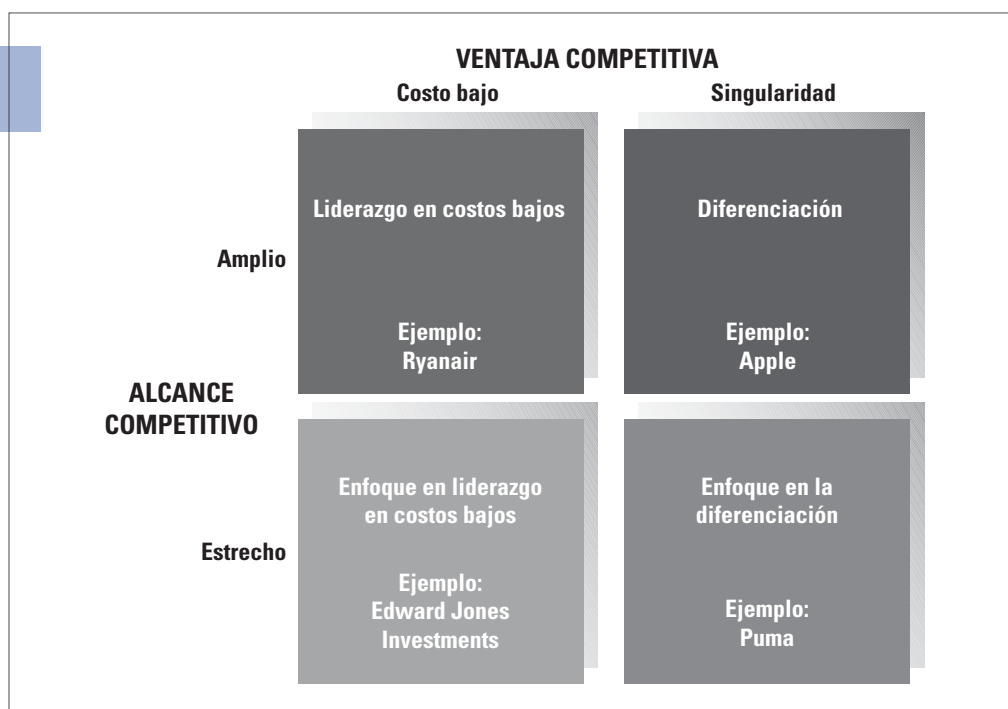 VENTAJA COMPETITIVA
Costo bajo
Singularidad
Amplio
Liderazgo en costos bajos
Ejemplo:
Ryanair
Diferenciación
Ejemplo:
Apple
ALCANCE
COMPETITIVO
Estrecho
Enfoque en liderazgo
en costos bajos
Ejemplo:
Edward Jones
Investments
Enfoque en la
diferenciación
Ejemplo:
Puma